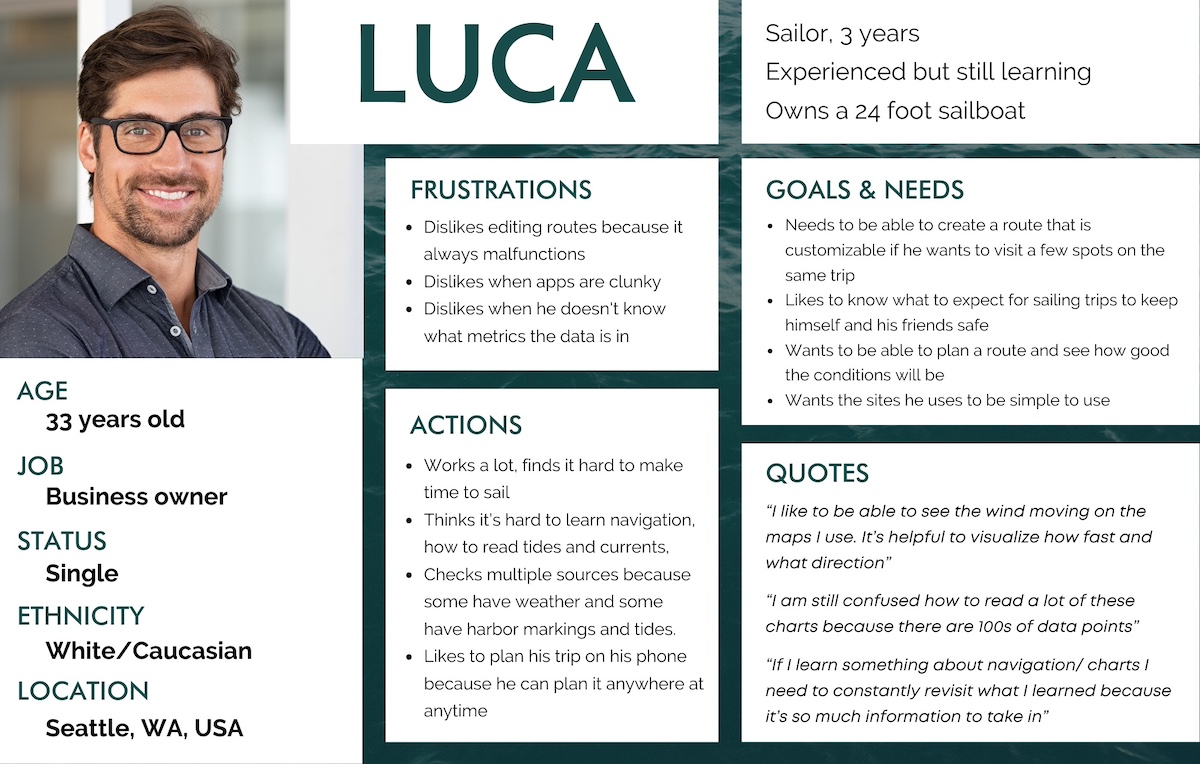 LUCA
Sailor, 3 years
Experienced but still learning
Owns a 24 foot sailboat
AGE
33 years old
JOB
Business owner
STATUS
Single
ETHNICITY
White/Caucasian
LOCATION
Seattle, WA, USA
FRUSTRATIONS
• Dislikes editing routes because it
always malfunctions
• Dislikes when apps are clunky
• Dislikes when he doesn't know
what metrics the data is in
ACTIONS
• Works a lot, finds it hard to make
time to sail
• Thinks it's hard to learn navigation,
how to read tides and currents,
• Checks multiple sources because
some have weather and some
have harbor markings and tides.
• Likes to plan his trip on his phone
because he can plan it anywhere at
anytime
GOALS & NEEDS
• Needs to be able to create a route that is
customizable if he wants to visit a few spots on the
same trip
• Likes to know what to expect for sailing trips to keep
himself and his friends safe
• Wants to be able to plan a route and see how good
the conditions will be
• Wants the sites he uses to be simple to use
QUOTES
“I like to be able to see the wind moving on the
maps I use. It’s helpful to visualize how fast and
what direction”
“I am still confused how to read a lot of these
charts because there are 100s of data points”
“If I learn something about navigation/ charts I
need to constantly revisit what I learned because
it’s so much information to take in”